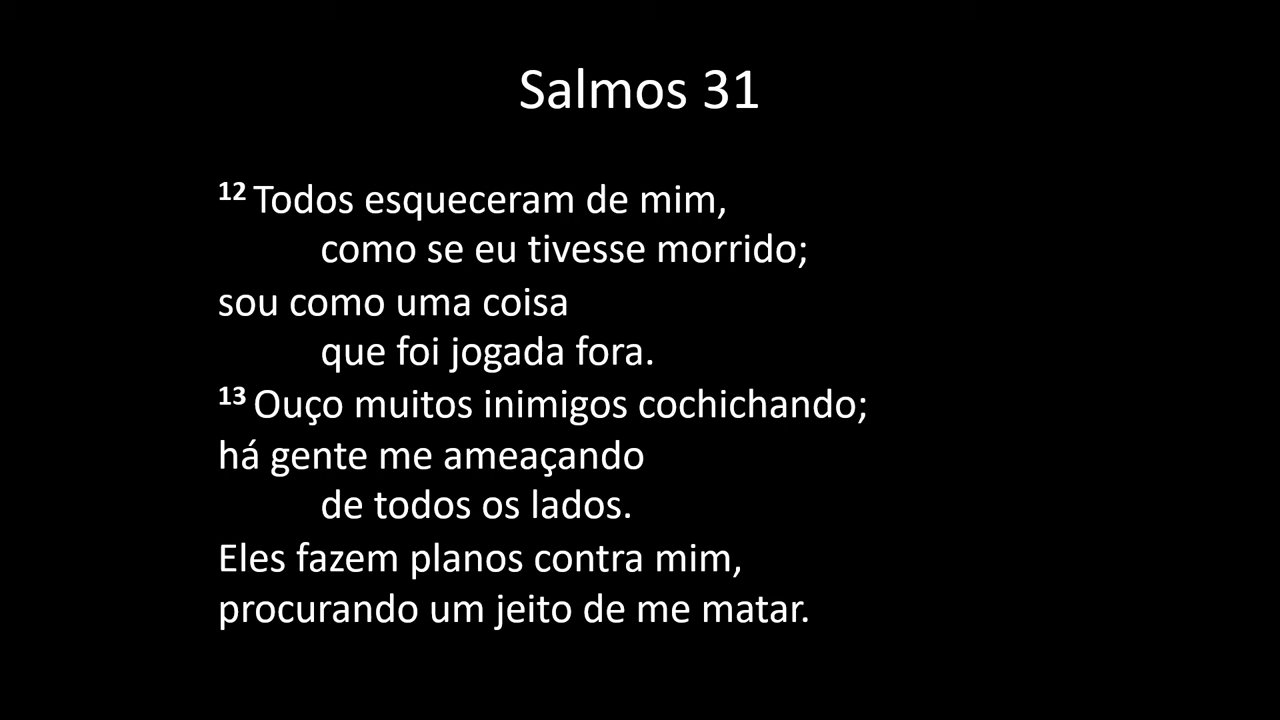 Salmos 31
12 Todos esqueceram de mim,
como se eu tivesse morrido;
sou como uma coisa
que foi jogada fora.
13 Ouço muitos inimigos cochichando;
há gente me ameaçando
de todos os lados.
Eles fazem planos contra mim,
procurando um jeito de me matar.